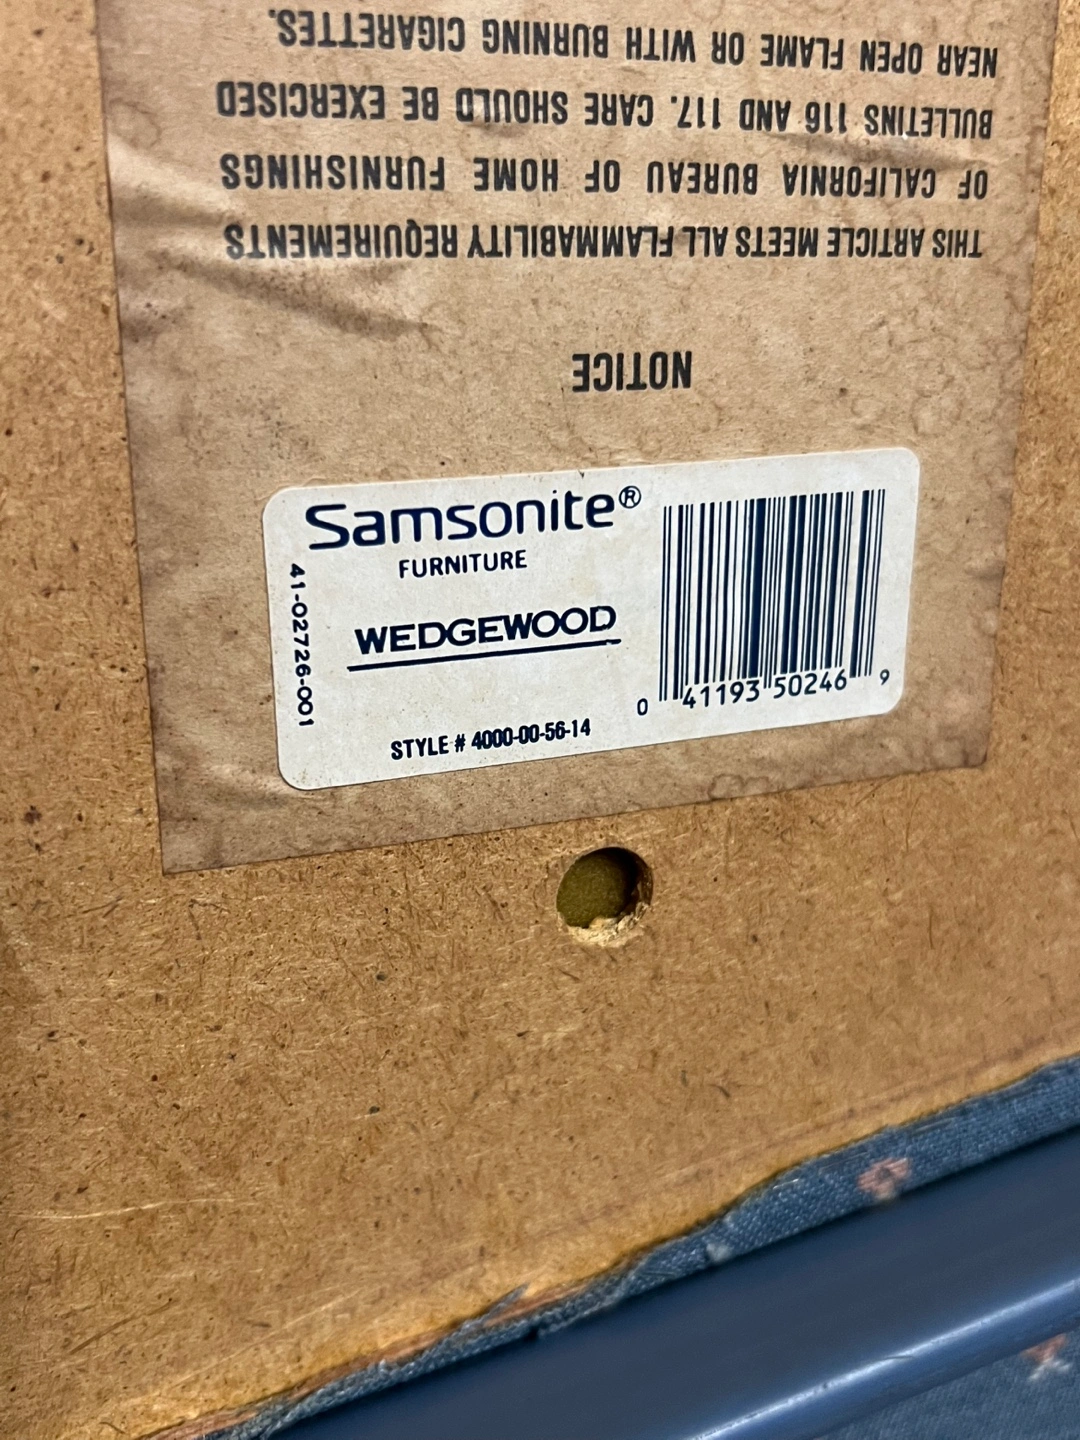 NOTICE
THIS ARTICLE MEETS ALL FLAMMABILITY REQUIREMENTS
OF CALIFORNIA BUREAU OF HOME FURNISHINGS
BULLETINS 116 AND 117. CARE SHOULD BE EXERCISED
NEAR OPEN FLAME OR WITH BURNING CIGARETTES.
Samsonite®
FURNITURE
WEDGEWOOD
STYLE # 4000-00-56-14
41-02726-001
0 41193 50246 9